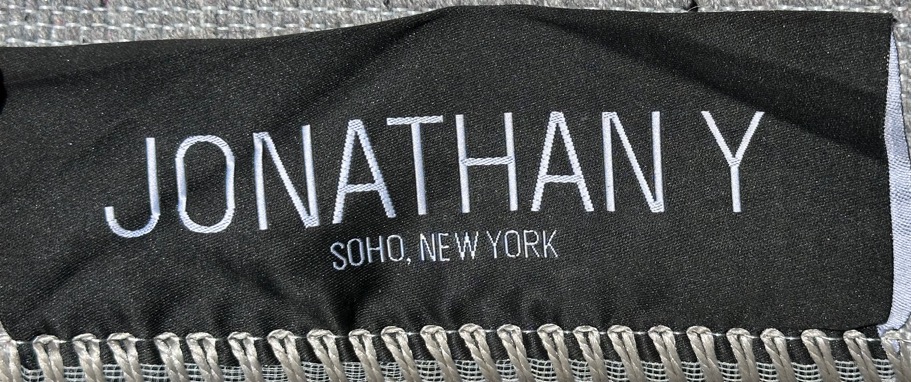 JONATHAN Y
SOHO, NEW YORK